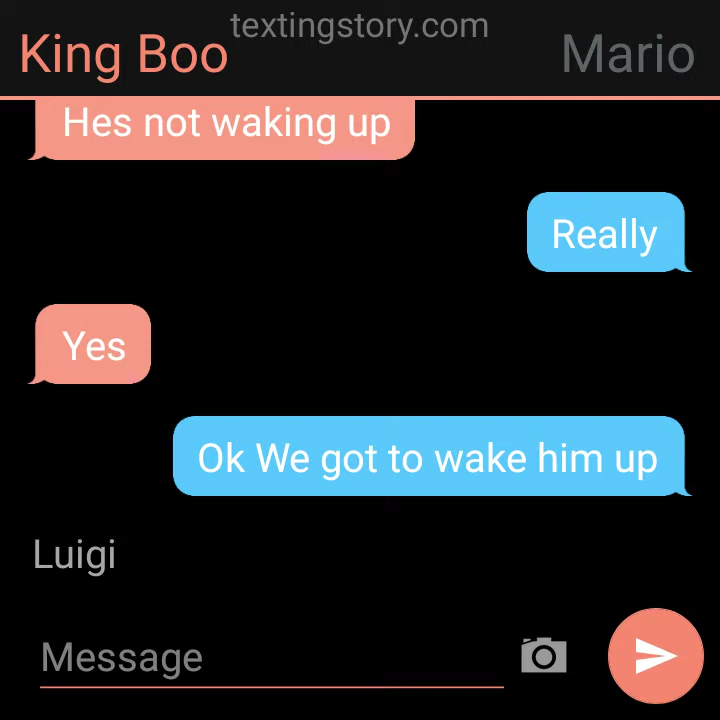 textingstory.com
King Boo
Mario
Hes not waking up
Really
Yes
Ok We got to wake him up
Luigi
Message